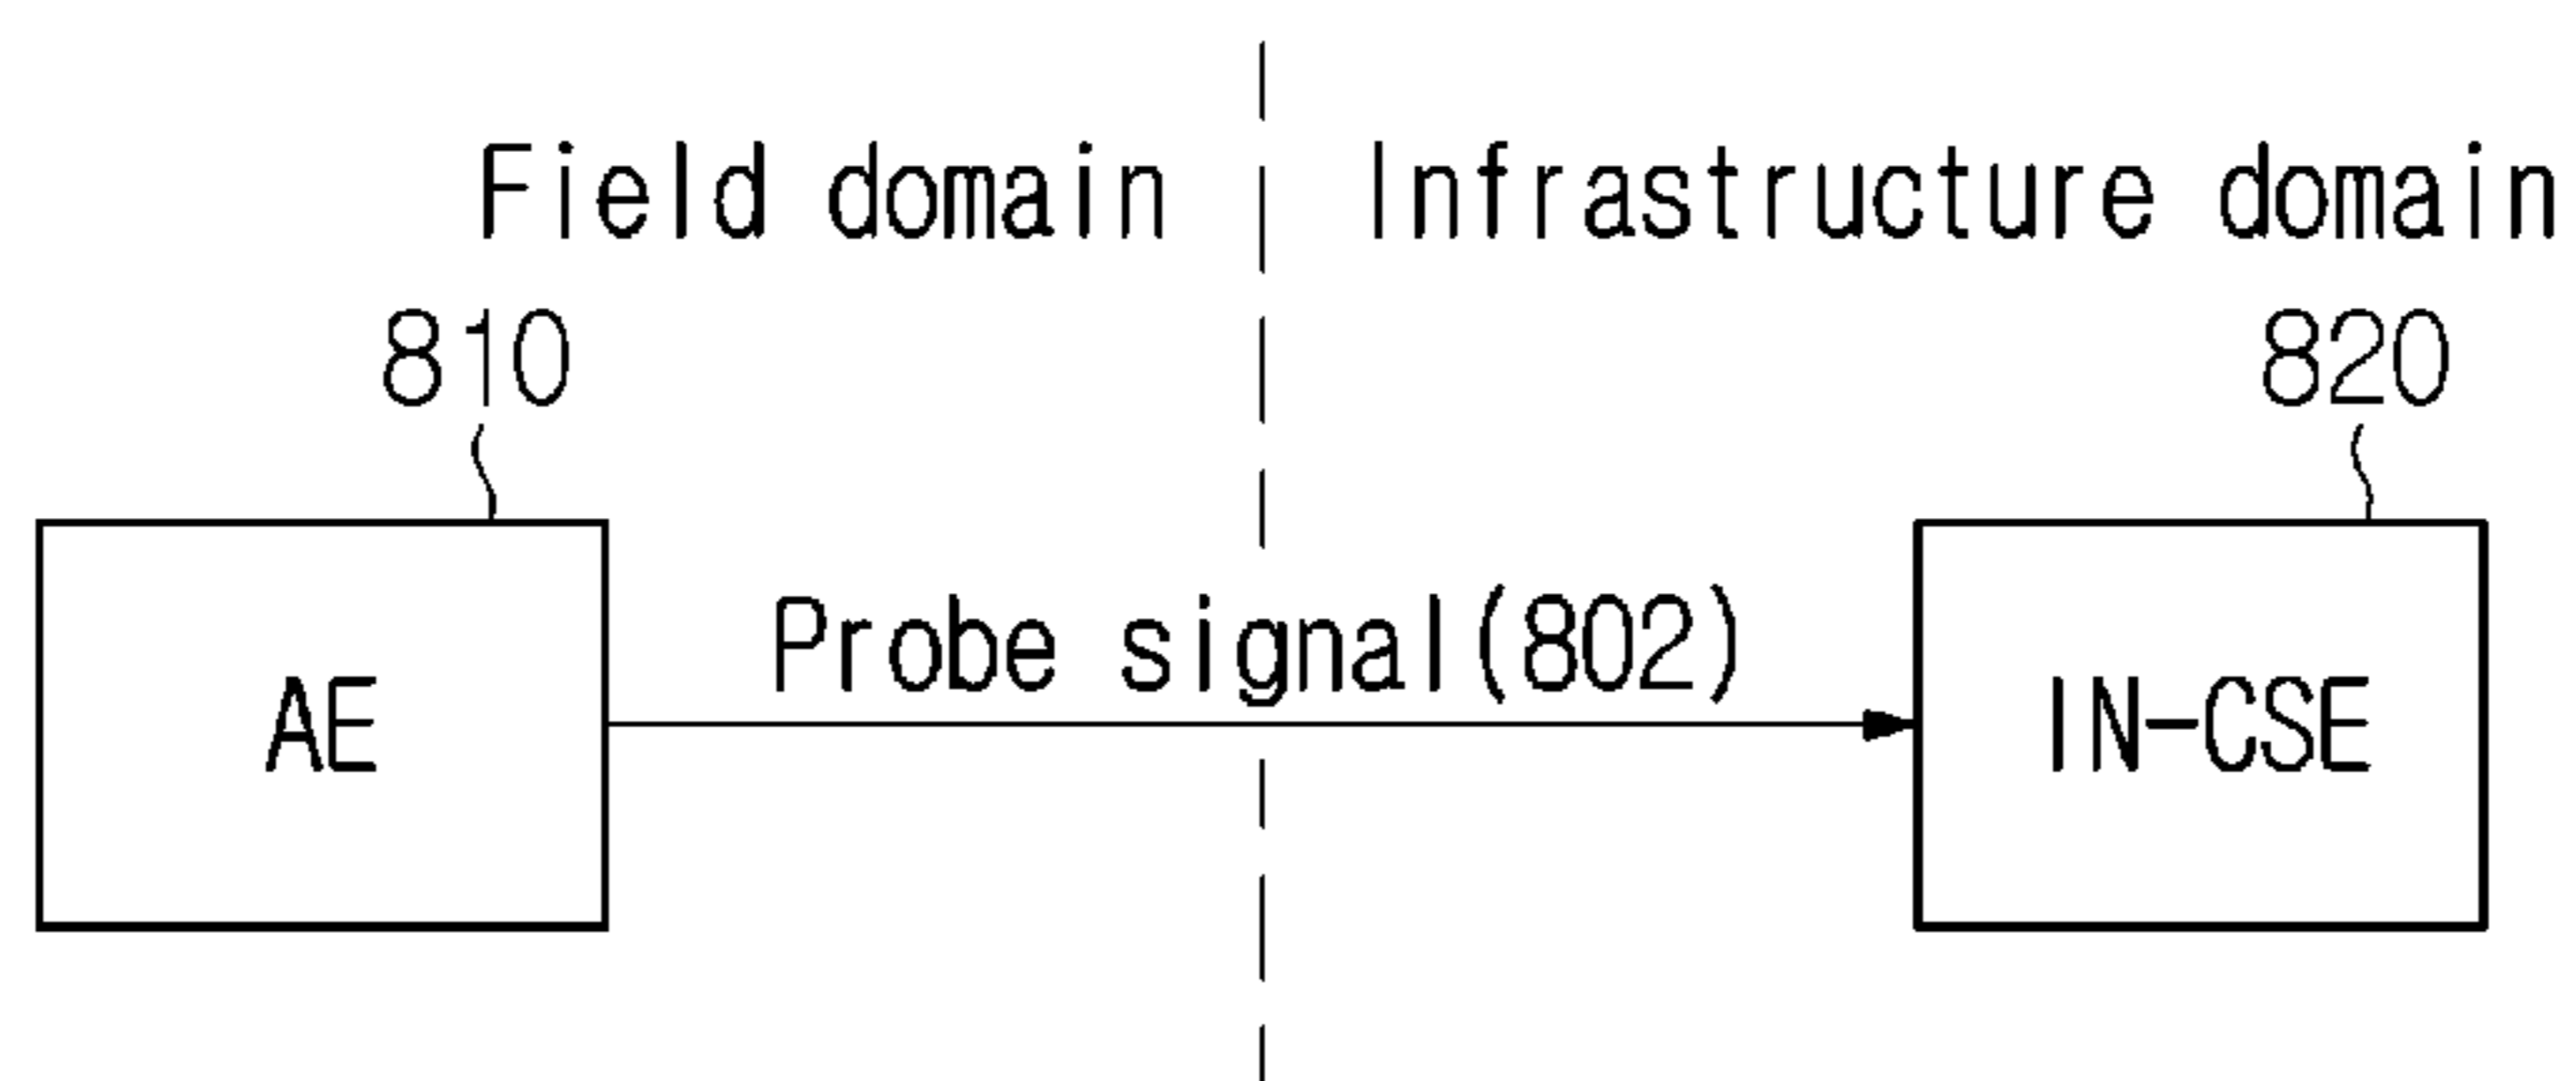 Field domain Infrastructure domain
810 820
Probe signal(802)
AE IN-CSE